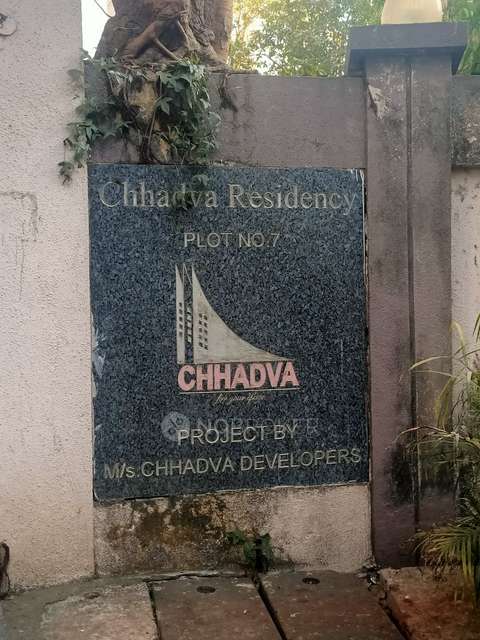 Chhadva Residency
PLOT NO.7
CHHADVA
PROJECT BY
M/s.CHHADVA DEVELOPERS